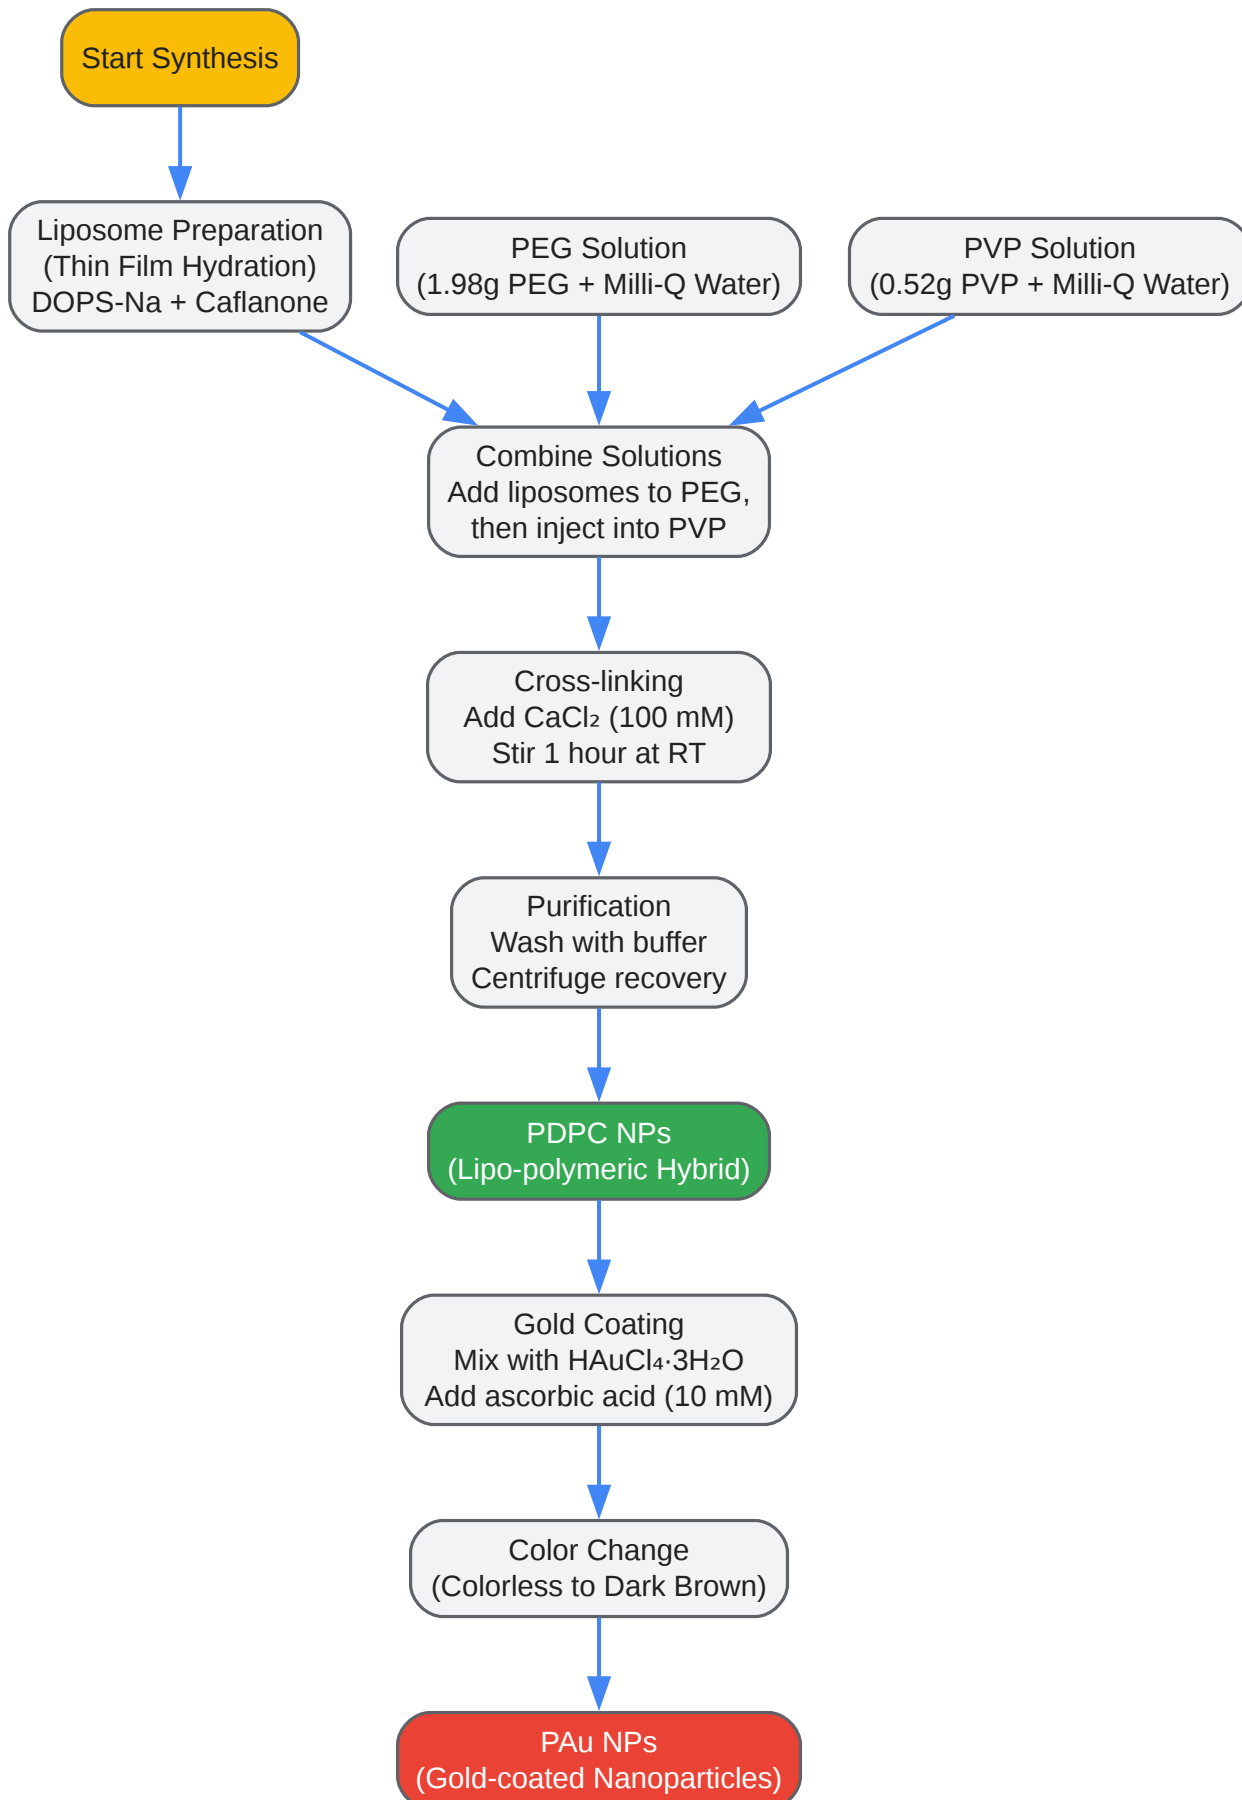 Start Synthesis
Liposome Preparation
(Thin Film Hydration)
DOPS-Na + Caflanone
PEG Solution
(1.98g PEG + Milli-Q Water)
PVP Solution
(0.52g PVP + Milli-Q Water)
Combine Solutions
Add liposomes to PEG,
then inject into PVP
Cross-linking
Add CaCl₂ (100 mM)
Stir 1 hour at RT
Purification
Wash with buffer
Centrifuge recovery
PDPC NPs
(Lipo-polymeric Hybrid)
Gold Coating
Mix with HAuCl₄·3H₂O
Add ascorbic acid (10 mM)
Color Change
(Colorless to Dark Brown)
PAu NPs
(Gold-coated Nanoparticles)